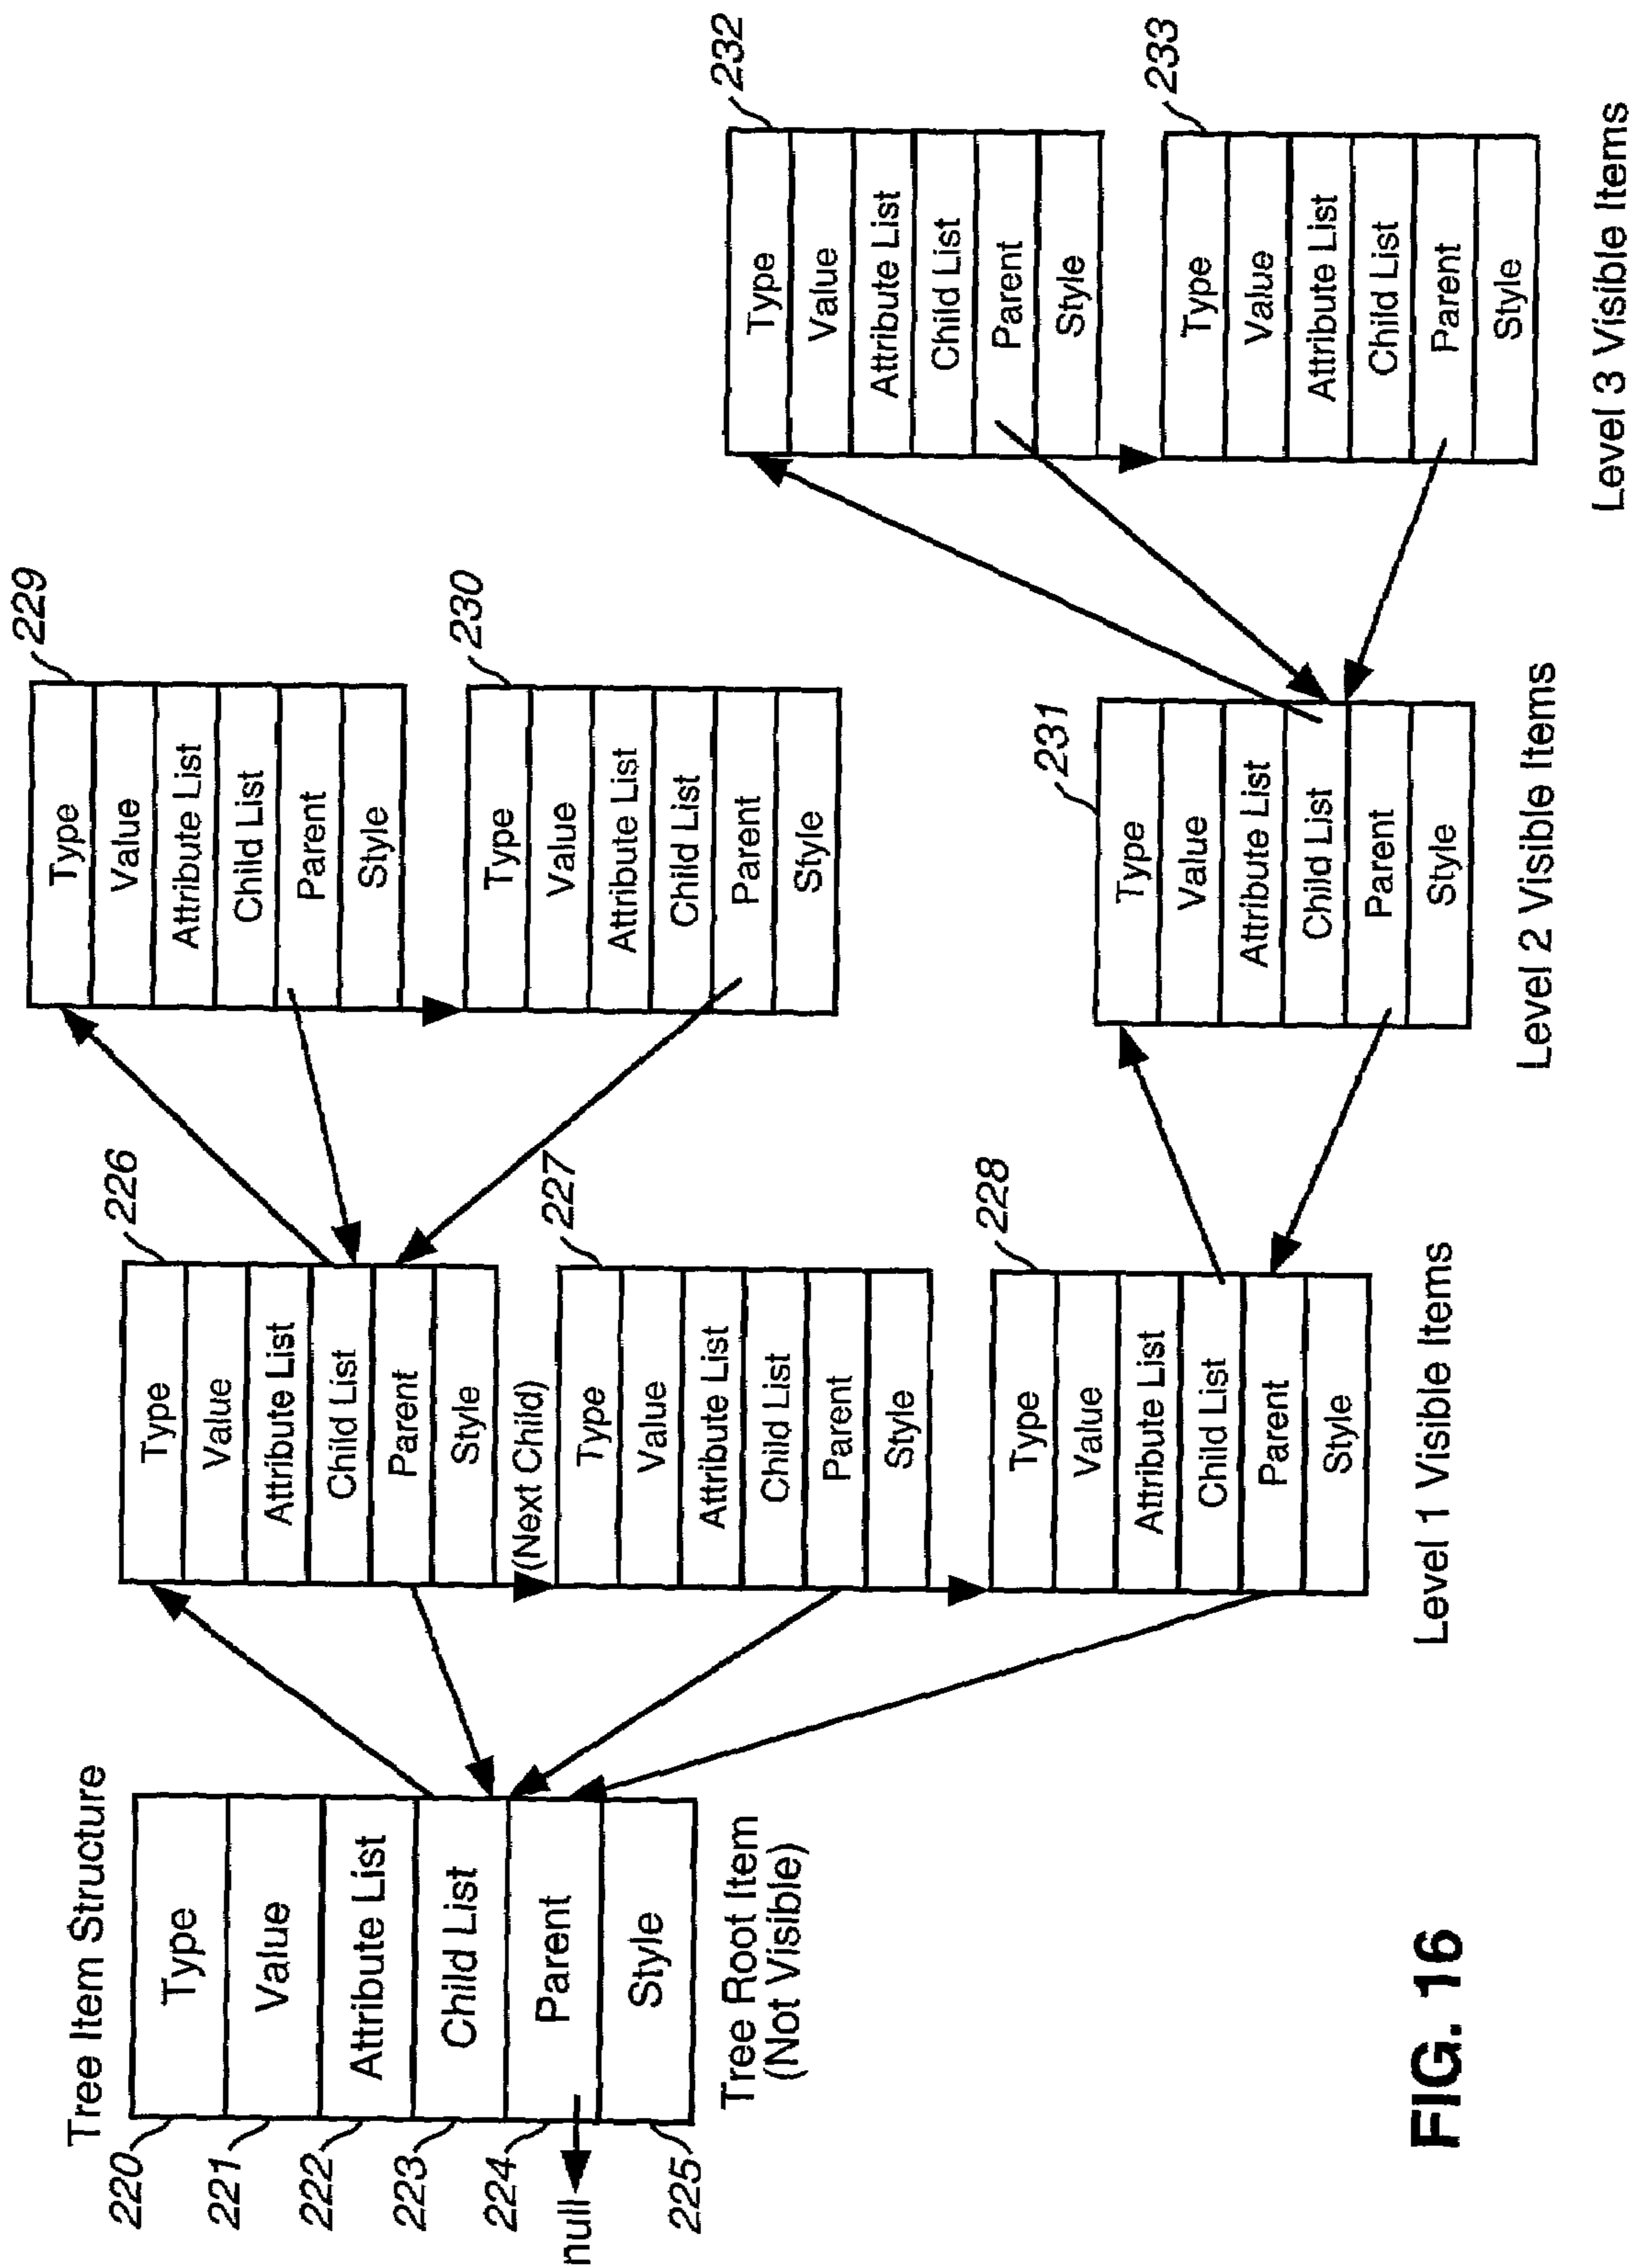 Tree Item Structure
220
Type
221
Value
222
Attribute List
223
Child List
224
Parent
null
225
Style
Tree Root Item
(Not Visible)
226
Type
Value
Attribute List
Child List
Parent
Style
(Next Child)
227
Type
Value
Attribute List
Child List
Parent
Style
228
Type
Value
Attribute List
Child List
Parent
Style
Level 1 Visible Items
229
Type
Value
Attribute List
Child List
Parent
Style
230
Type
Value
Attribute List
Child List
Parent
Style
231
Type
Value
Attribute List
Child List
Parent
Style
Level 2 Visible Items
232
Type
Value
Attribute List
Child List
Parent
Style
233
Type
Value
Attribute List
Child List
Parent
Style
Level 3 Visible Items
FIG. 16